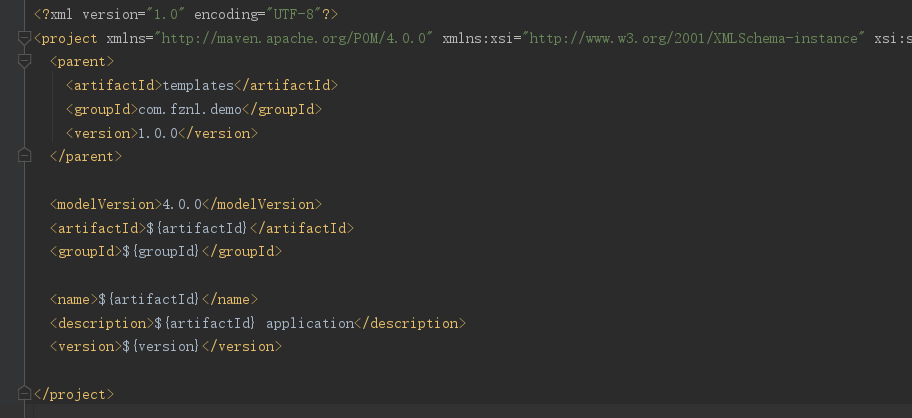 <?xml version="1.0" encoding="UTF-8"?>
<project xmlns="http://maven.apache.org/POM/4.0.0" xmlns:xsi="http://www.w3.org/2001/XMLSchema-instance" xsi:s
<parent>
<artifactId>templates</artifactId>
<groupId>com.fznl.demo</groupId>
<version>1.0.0</version>
</parent>
<modelVersion>4.0.0</modelVersion>
<artifactId>${artifactId}</artifactId>
<groupId>${groupId}</groupId>
<name>${artifactId}</name>
<description>${artifactId} application</description>
<version>${version}</version>
</project>